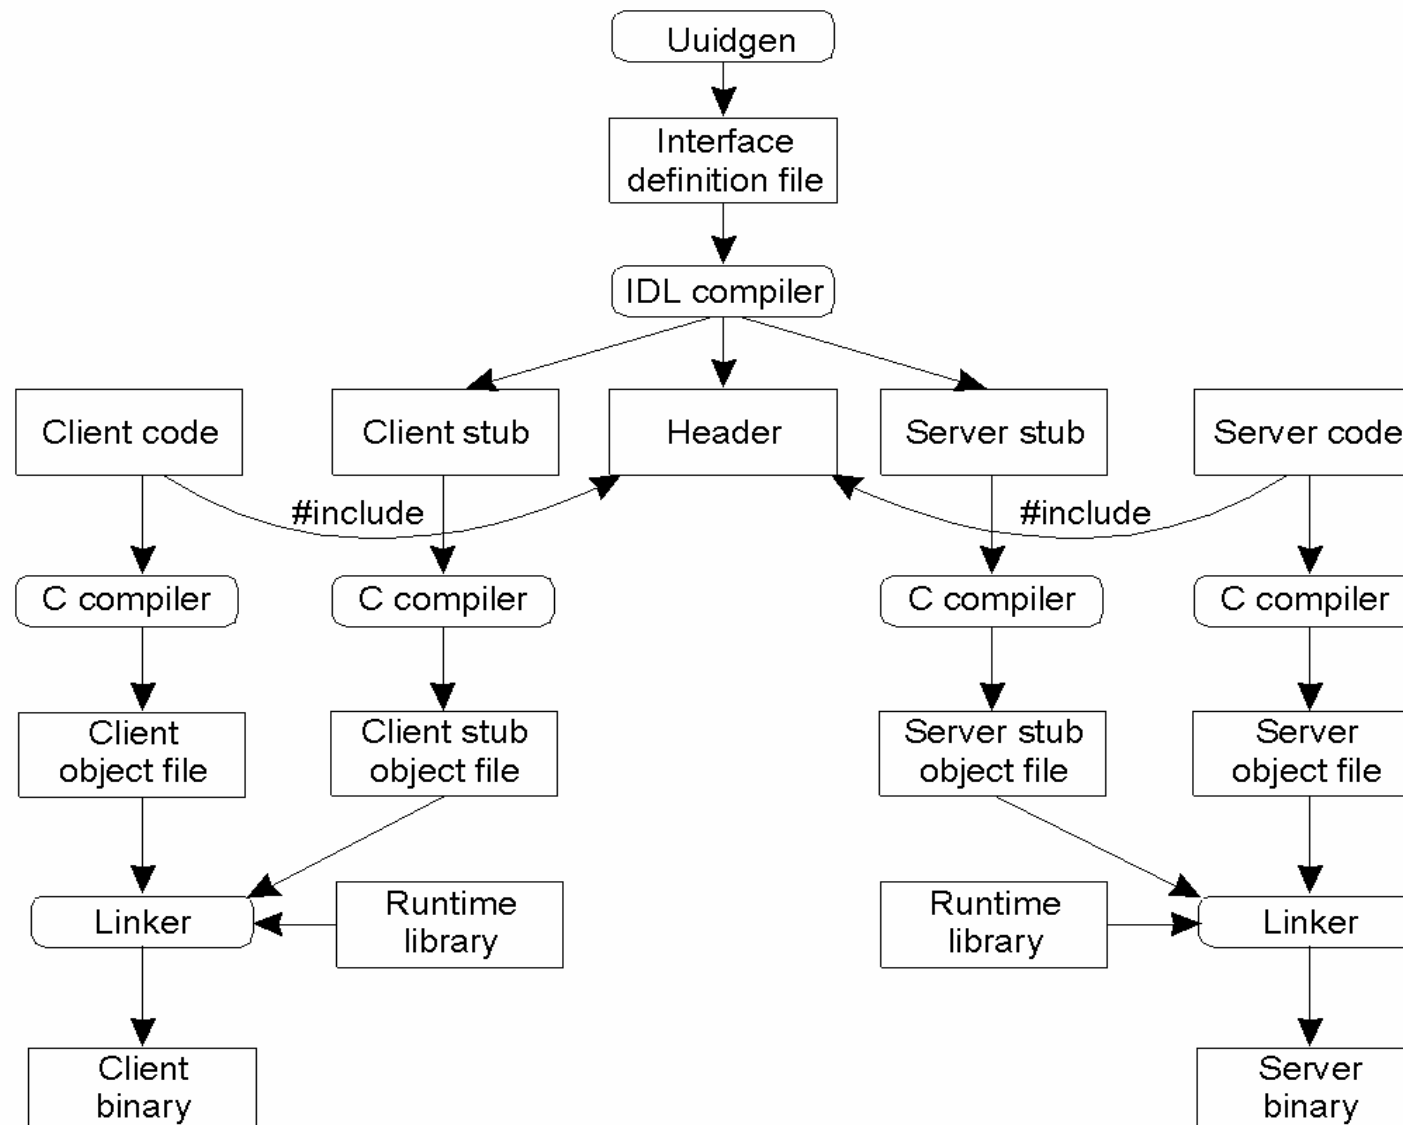 Uuidgen
Interface
definition file
IDL compiler
Client code
Client stub
Header
Server stub
Server code
#include
#include
C compiler
C compiler
C compiler
C compiler
Client
object file
Client stub
object file
Server stub
object file
Server
object file
Linker
Runtime
library
Runtime
library
Linker
Client
binary
Server
binary